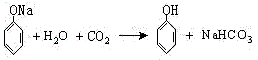 ONa OH
+ H₂O + CO₂ → + NaHCO₃